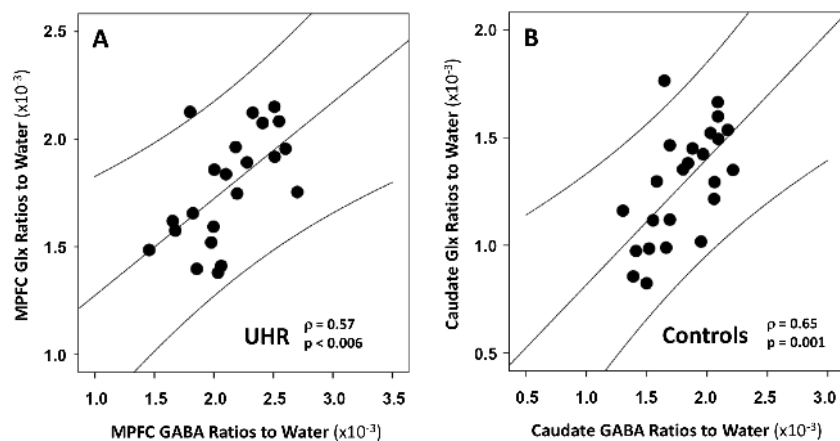 A
MPFC Glx Ratios to Water (x10⁻³)
2.5
2.0
1.5
1.0
UHR
ρ = 0.57
p < 0.006
1.0 1.5 2.0 2.5 3.0 3.5
MPFC GABA Ratios to Water (x10⁻³)
B
Caudate Glx Ratios to Water (x10⁻³)
2.0
1.5
1.0
0.5
Controls
ρ = 0.65
p = 0.001
0.5 1.0 1.5 2.0 2.5 3.0
Caudate GABA Ratios to Water (x10⁻³)